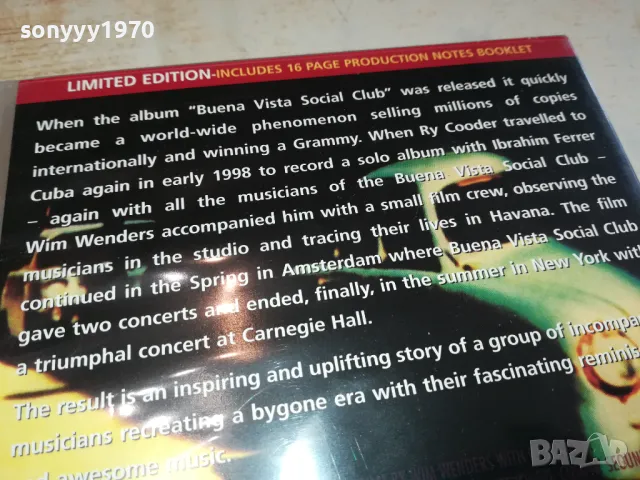 sonyyy1970
LIMITED EDITION-INCLUDES 16 PAGE PRODUCTION NOTES BOOKLET
When the album "Buena Vista Social Club" was released it quickly
became a world-wide phenomenon selling millions of copies
internationally and winning a Grammy. When Ry Cooder travelled to
Cuba again in early 1998 to record a solo album with Ibrahim Ferrer
– again with all the musicians of the Buena Vista Social Club –
Wim Wenders accompanied him with a small film crew, observing the
musicians in the studio and tracing their lives in Havana. The film
continued in the Spring in Amsterdam where Buena Vista Social Club
gave two concerts and ended, finally, in the summer in New York with
a triumphal concert at Carnegie Hall.
The result is an inspiring and uplifting story of a group of incompa
musicians recreating a bygone era with their fascinating reminis
awesome music.
WIM WENDERS
BAZAR